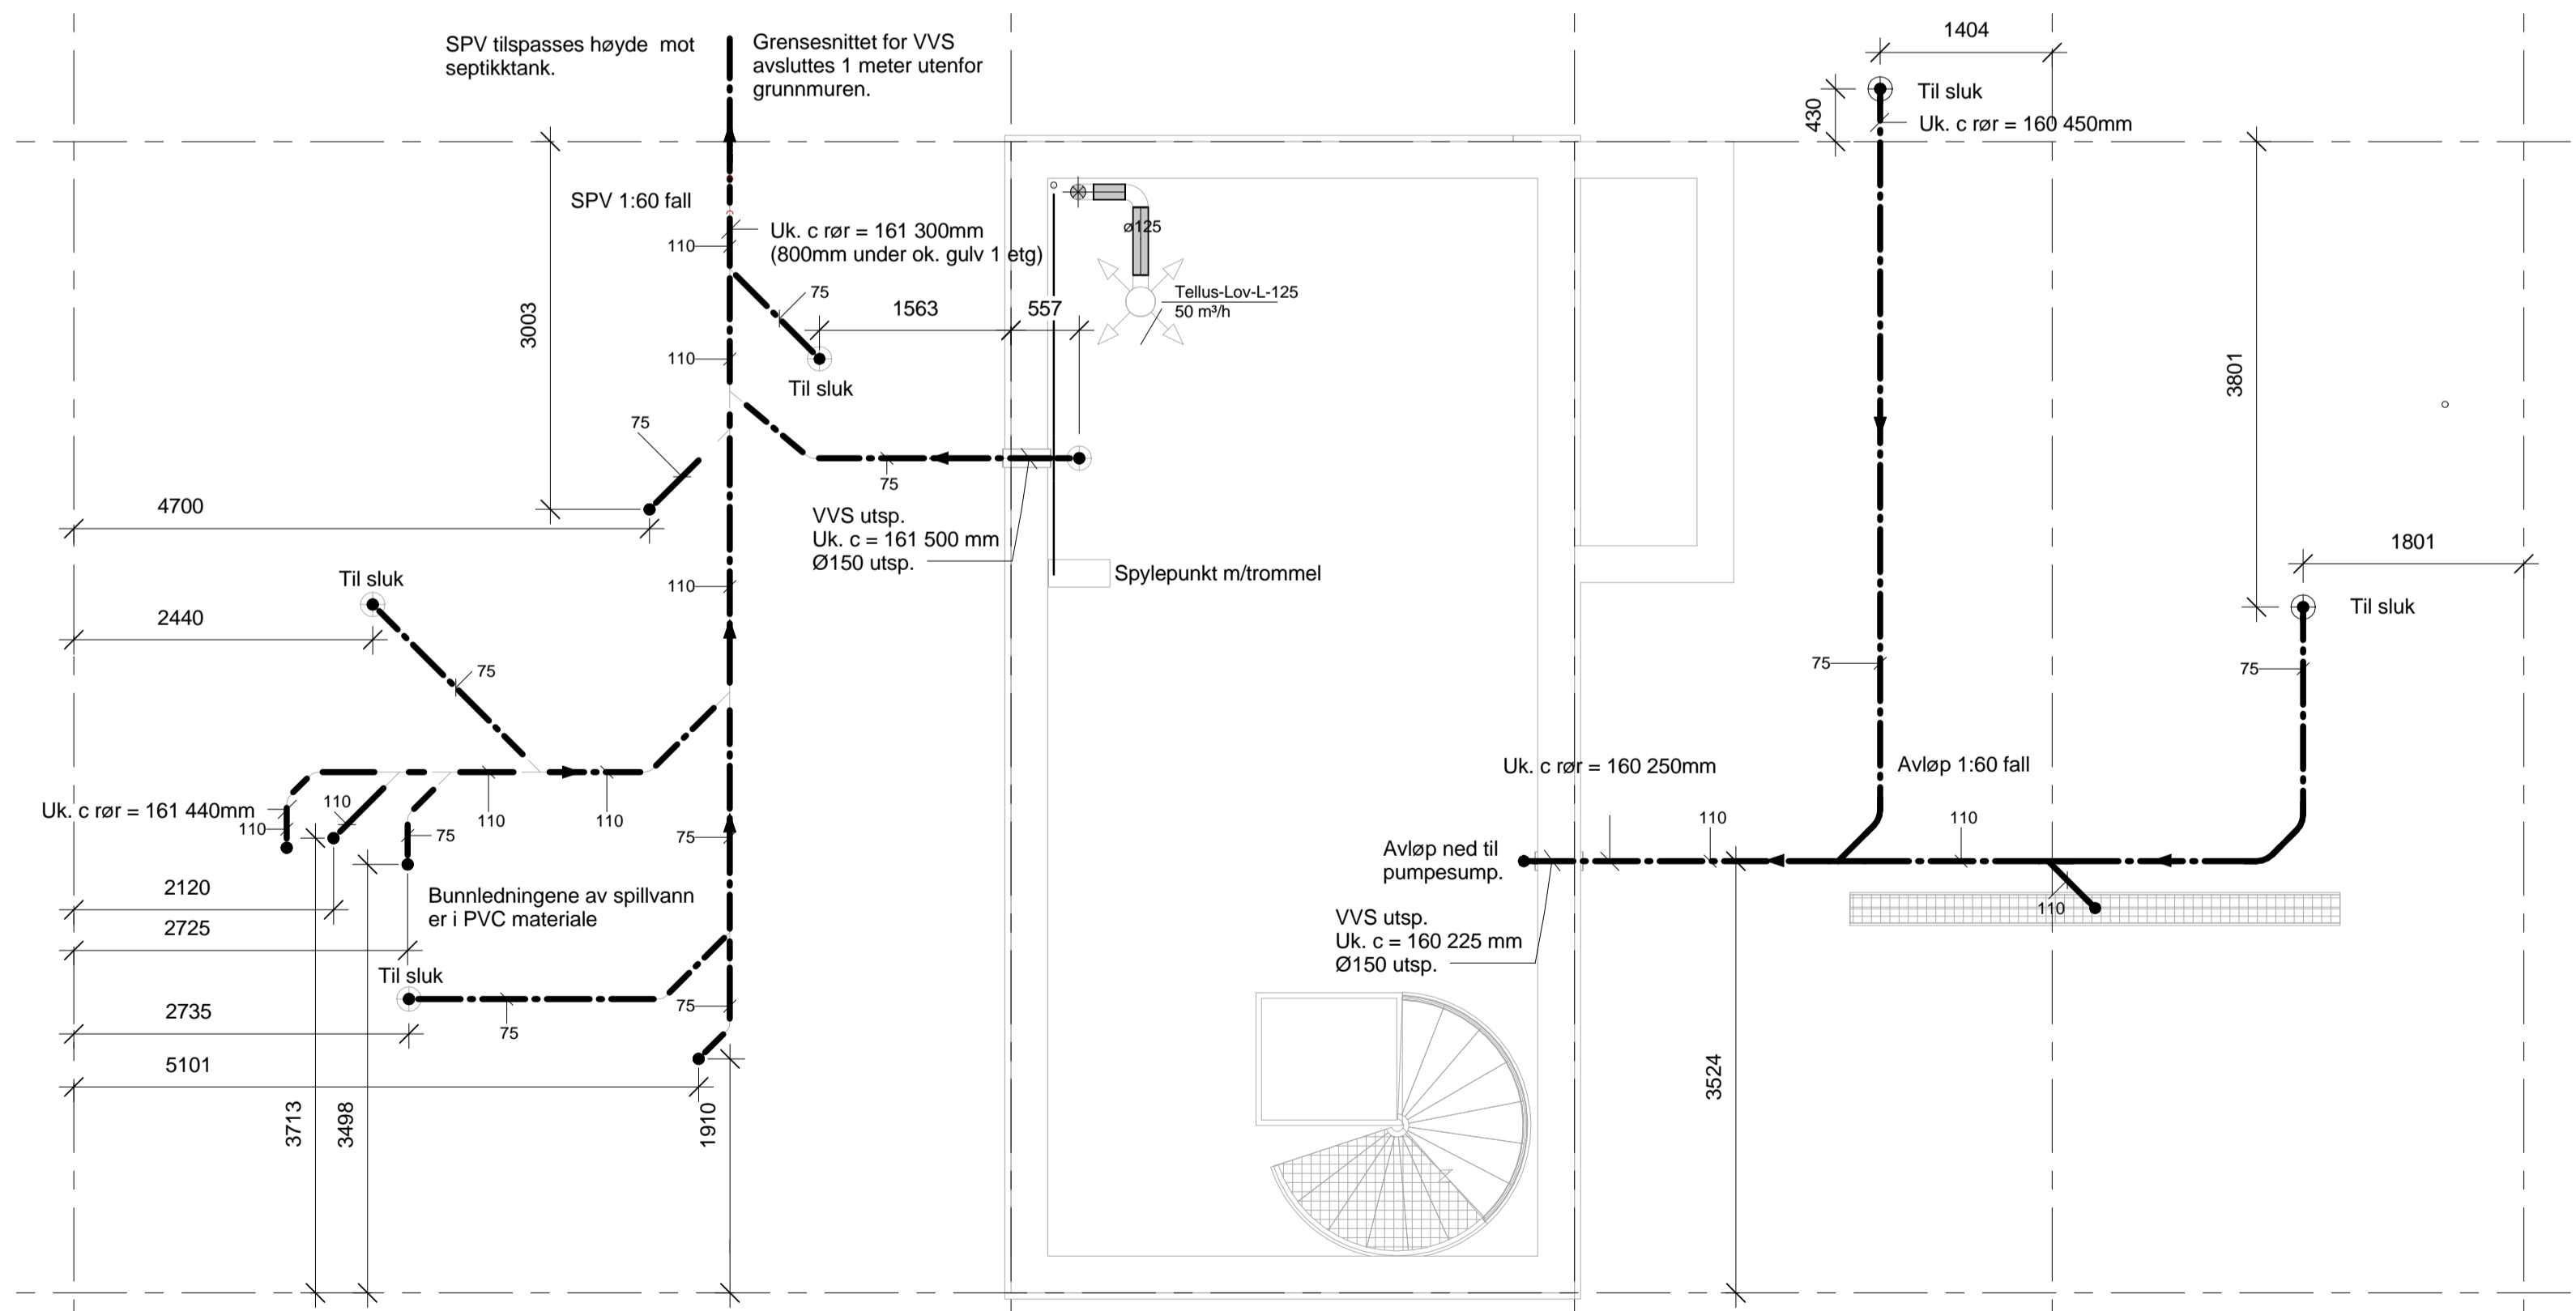 SPV tilspasses høyde mot
septikktank.
Grensesnittet for VVS
avsluttes 1 meter utenfor
grunnmuren.
1404
430
Til sluk
Uk. c rør = 160 450mm
SPV 1:60 fall
Uk. c rør = 161 300mm
(800mm under ok. gulv 1 etg)
110
ø125
Tellus-Lov-L-125
50 m³/h
75
1563
557
3003
110
Til sluk
3801
75
75
4700
VVS utsp.
Uk. c = 161 500 mm
Ø150 utsp.
1801
Til sluk
110
Spylepunkt m/trommel
Til sluk
2440
75
75
75
Uk. c rør = 160 250mm
Avløp 1:60 fall
Uk. c rør = 161 440mm
110
110
110
110
75
75
110
110
Avløp ned til
pumpesump.
2120
Bunnledningene av spillvann
er i PVC materiale
110
VVS utsp.
Uk. c = 160 225 mm
Ø150 utsp.
2725
Til sluk
75
75
2735
5101
3713
3498
1910
3524